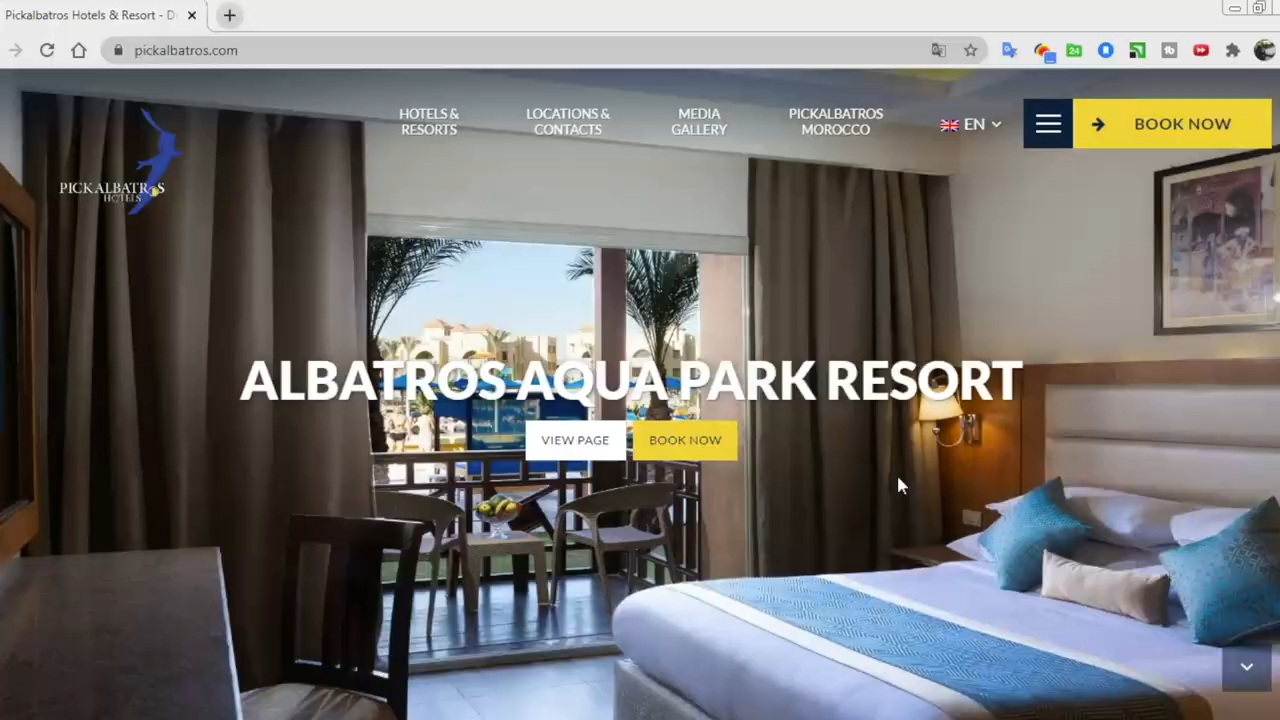 Pickalbatros Hotels & Resort - D
pickalbatros.com
24
HOTELS &
RESORTS
LOCATIONS &
CONTACTS
MEDIA
GALLERY
PICKALBATROS
MOROCCO
EN
BOOK NOW
PICKALBATROS
HOTELS
ALBATROS AQUA PARK RESORT
VIEW PAGE
BOOK NOW